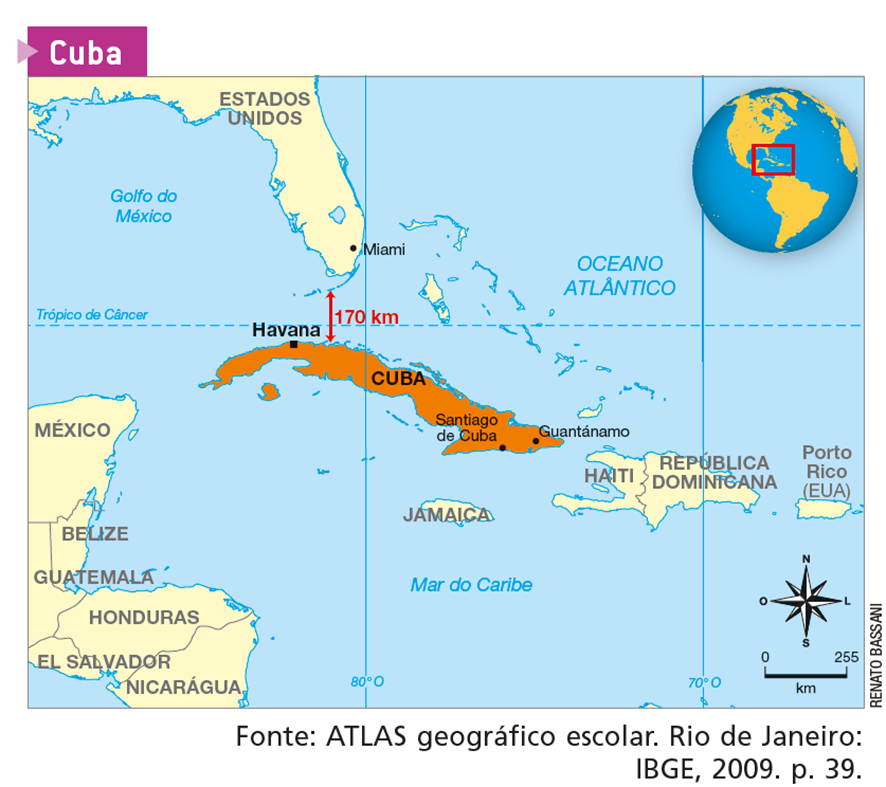 Cuba
ESTADOS
UNIDOS
Golfo do
México
Miami
OCEANO
ATLÂNTICO
Trópico de Câncer
170 km
Havana
CUBA
Santiago
de Cuba
Guantánamo
MÉXICO
HAITI
REPÚBLICA
DOMINICANA
Porto
Rico
(EUA)
JAMAICA
BELIZE
GUATEMALA
Mar do Caribe
HONDURAS
EL SALVADOR
NICARÁGUA
80° O
70° O
N
O
L
S
0 255
km
RENATO BASSANI
Fonte: ATLAS geográfico escolar. Rio de Janeiro:
IBGE, 2009. p. 39.